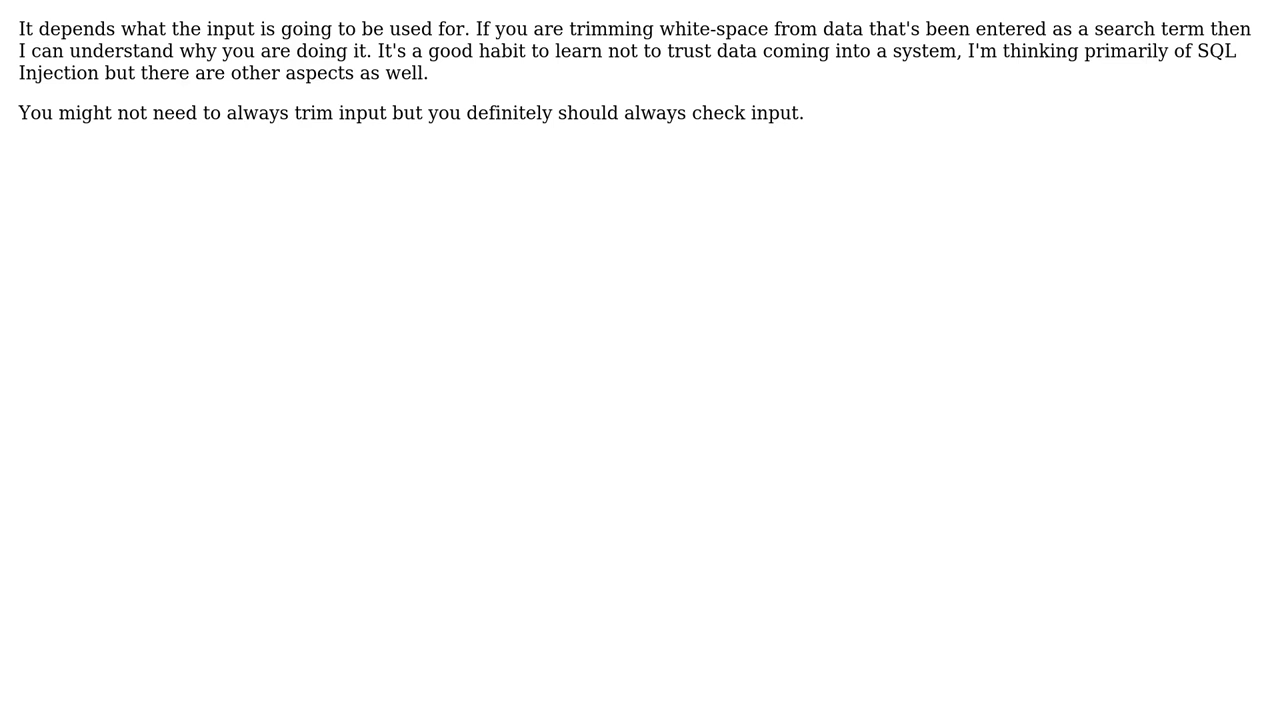 It depends what the input is going to be used for. If you are trimming white-space from data that's been entered as a search term then
I can understand why you are doing it. It's a good habit to learn not to trust data coming into a system, I'm thinking primarily of SQL
Injection but there are other aspects as well.
You might not need to always trim input but you definitely should always check input.